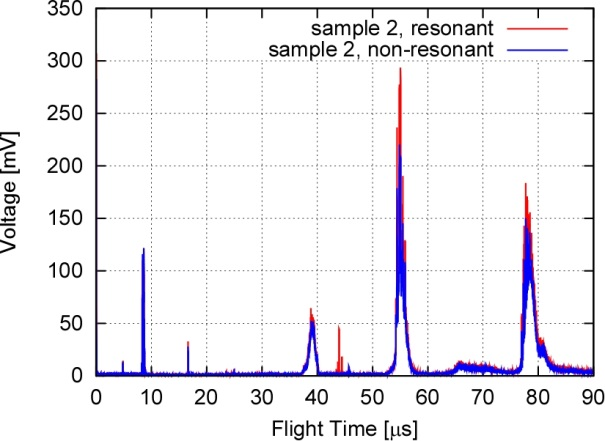 350
300
250
200
150
100
50
0
Voltage [mV]
sample 2, resonant
sample 2, non-resonant
0 10 20 30 40 50 60 70 80 90
Flight Time [µs]